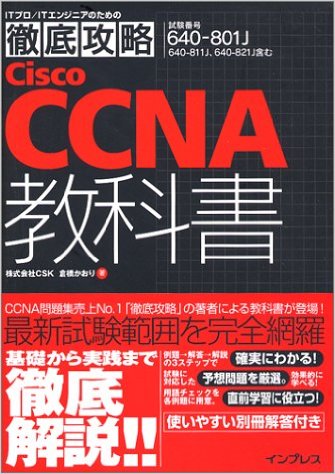 ITプロ/ITエンジニアのための
徹底攻略
試験番号
640-801J
640-811J、640-821J含む
Cisco
CCNA
教科書
株式会社CSK 倉橋かおり 著
CCNA問題集売上No.1「徹底攻略」の著者による教科書が登場!
最新試験範囲を完全網羅
基礎から実践まで
徹底
解説!!
例題→解答→解説
の3ステップで
確実にわかる!
試験に
対応した
予想問題を厳選。
効果的に
学べる!
用語チェックを
各例題に用意。
直前学習に役立つ!
使いやすい別冊解答付き
インプレス